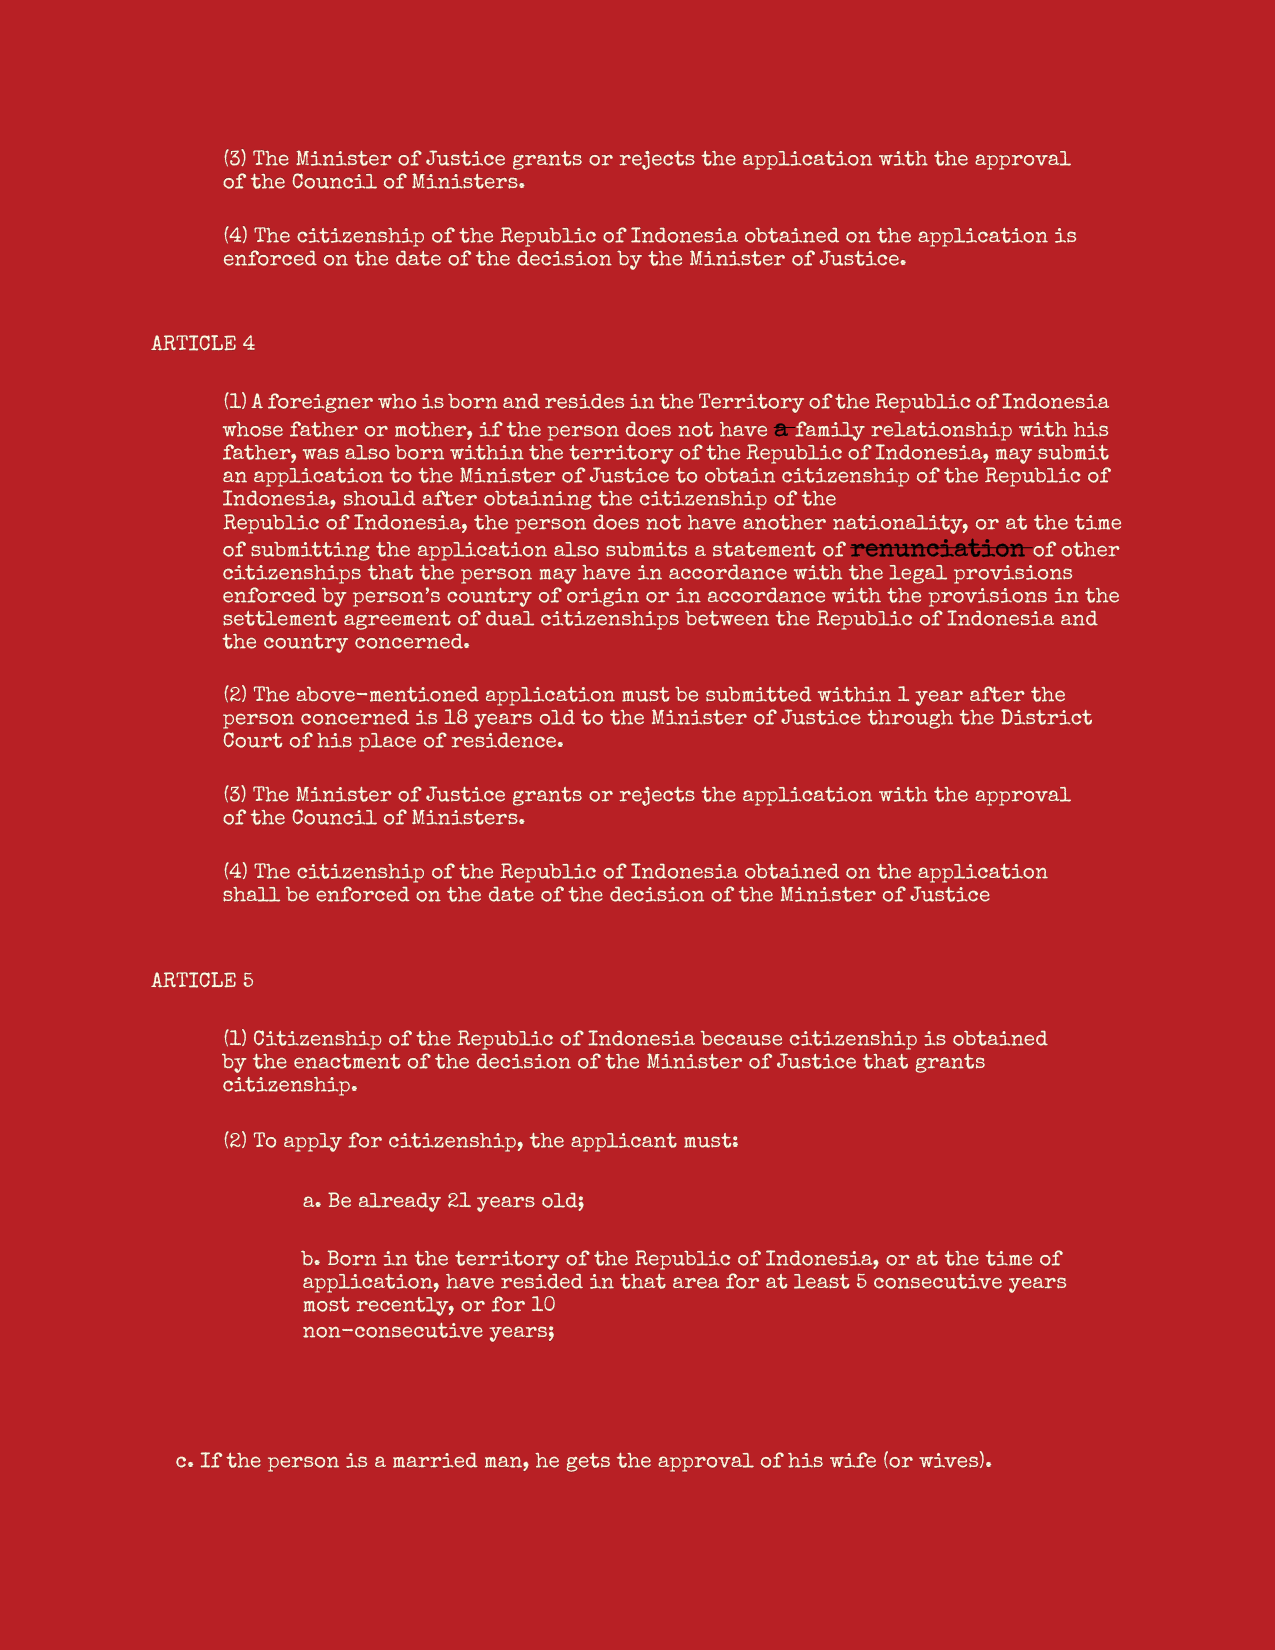 (3) The Minister of Justice grants or rejects the application with the approval
of the Council of Ministers.
(4) The citizenship of the Republic of Indonesia obtained on the application is
enforced on the date of the decision by the Minister of Justice.
ARTICLE 4
(1) A foreigner who is born and resides in the Territory of the Republic of Indonesia
whose father or mother, if the person does not have a family relationship with his
father, was also born within the territory of the Republic of Indonesia, may submit
an application to the Minister of Justice to obtain citizenship of the Republic of
Indonesia, should after obtaining the citizenship of the
Republic of Indonesia, the person does not have another nationality, or at the time
of submitting the application also submits a statement of renunciation of other
citizenships that the person may have in accordance with the legal provisions
enforced by person’s country of origin or in accordance with the provisions in the
settlement agreement of dual citizenships between the Republic of Indonesia and
the country concerned.
(2) The above-mentioned application must be submitted within 1 year after the
person concerned is 18 years old to the Minister of Justice through the District
Court of his place of residence.
(3) The Minister of Justice grants or rejects the application with the approval
of the Council of Ministers.
(4) The citizenship of the Republic of Indonesia obtained on the application
shall be enforced on the date of the decision of the Minister of Justice
ARTICLE 5
(1) Citizenship of the Republic of Indonesia because citizenship is obtained
by the enactment of the decision of the Minister of Justice that grants
citizenship.
(2) To apply for citizenship, the applicant must:
a. Be already 21 years old;
b. Born in the territory of the Republic of Indonesia, or at the time of
application, have resided in that area for at least 5 consecutive years
most recently, or for 10
non-consecutive years;
c. If the person is a married man, he gets the approval of his wife (or wives).